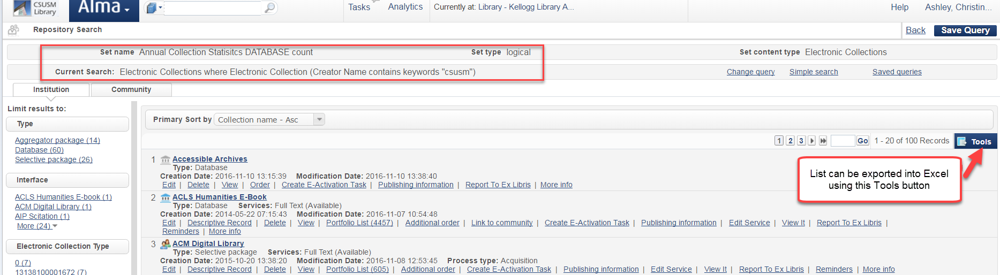 CSUSM
Library
Alma
Tasks
Analytics
Currently at: Library - Kellogg Library A...
Help
Ashley, Christin...
Repository Search
Back
Save Query
Set name Annual Collection Statisitcs DATABASE count
Set type logical
Set content type Electronic Collections
Current Search: Electronic Collections where Electronic Collection (Creator Name contains keywords "csusm")
Change query
Simple search
Saved queries
Institution
Community
Limit results to:
Type
Aggregator package (14)
Database (60)
Selective package (26)
Interface
ACLS Humanities E-book (1)
ACM Digital Library (1)
AIP Scitation (1)
More (24)
Electronic Collection Type
0 (7)
13138100001672 (7)
Primary Sort by Collection name - Asc
1 2 3 Go 1 - 20 of 100 Records
Tools
List can be exported into Excel
using this Tools button
1 Accessible Archives
Type: Database
Creation Date: 2016-11-10 13:15:39 Modification Date: 2016-11-10 13:38:40
Edit | Delete | View | Order | Create E-Activation Task | Publishing information | Report To Ex Libris | More info
2 ACLS Humanities E-Book
Type: Database Services: Full Text (Available)
Creation Date: 2014-05-22 07:15:43 Modification Date: 2016-11-07 10:54:48
Edit | Descriptive Record | Delete | View | Portfolio List (4457) | Additional order | Link to community | Create E-Activation Task | Publishing information | Edit Service | View It | Report To Ex Libris |
Reminders | More info
3 ACM Digital Library
Type: Selective package Services: Full Text (Available)
Creation Date: 2015-10-20 13:38:20 Modification Date: 2016-11-08 12:53:45 Process type: Acquisition
Edit | Descriptive Record | Delete | View | Portfolio List (605) | Additional order | Create E-Activation Task | Publishing information | Edit Service | View It | Report To Ex Libris | Reminders | More info